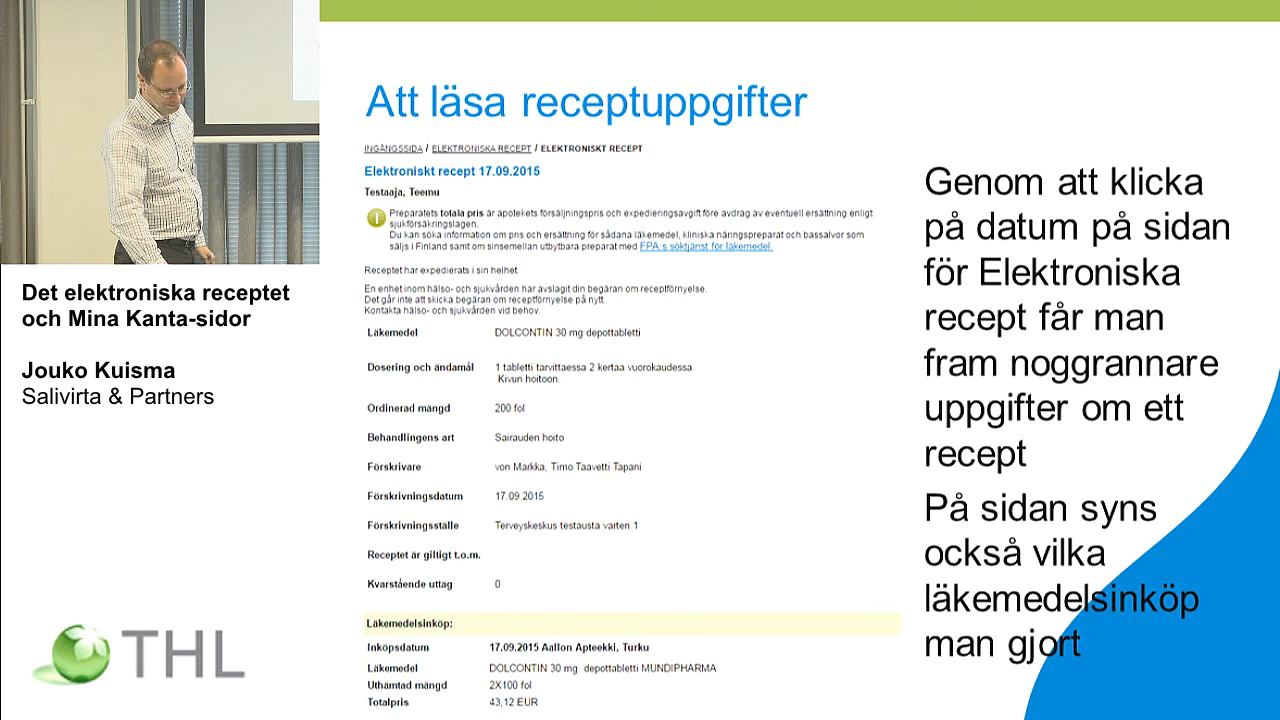 Att läsa receptuppgifter
INGÅNGSSIDA / ELEKTRONISKA RECEPT / ELEKTRONISKT RECEPT
Elektroniskt recept 17.09.2015
Testaaja, Teemu
Preparatets totala pris är apotekets försäljningspris och expedieringsavgift före avdrag av eventuell ersättning enligt
sjukförsäkringslagen.
Du kan söka information om pris och ersättning för sådana läkemedel, kliniska näringspreparat och bassalvor som
säljs i Finland samt om sinsemellan utbytbara preparat med FPA:s söktjänst för läkemedel.
Receptet har expedierats i sin helhet.
En enhet inom hälso- och sjukvården har avslagit din begäran om receptförnyelse.
Det går inte att skicka begäran om receptförnyelse på nytt.
Kontakta hälso- och sjukvården vid behov.
Läkemedel DOLCONTIN 30 mg depottabletti
Dosering och ändamål 1 tabletti tarvittaessa 2 kertaa vuorokaudessa.
Kivun hoitoon.
Ordinerad mängd 200 fol
Behandlingens art Sairauden hoito
Förskrivare von Markka, Timo Taavetti Tapani
Förskrivningsdatum 17.09.2015
Förskrivningsställe Terveyskeskus testausta varten 1
Receptet är giltigt t.o.m.
Kvarstående uttag 0
Läkemedelsinköp:
Inköpsdatum 17.09.2015 Aallon Apteekki, Turku
Läkemedel DOLCONTIN 30 mg depottabletti MUNDIPHARMA
Uthämtad mängd 2X100 fol
Totalpris 43,12 EUR
Genom att klicka
på datum på sidan
för Elektroniska
recept får man
fram noggrannare
uppgifter om ett
recept
På sidan syns
också vilka
läkemedelsinköp
man gjort
Det elektroniska receptet
och Mina Kanta-sidor
Jouko Kuisma
Salivirta & Partners
THL